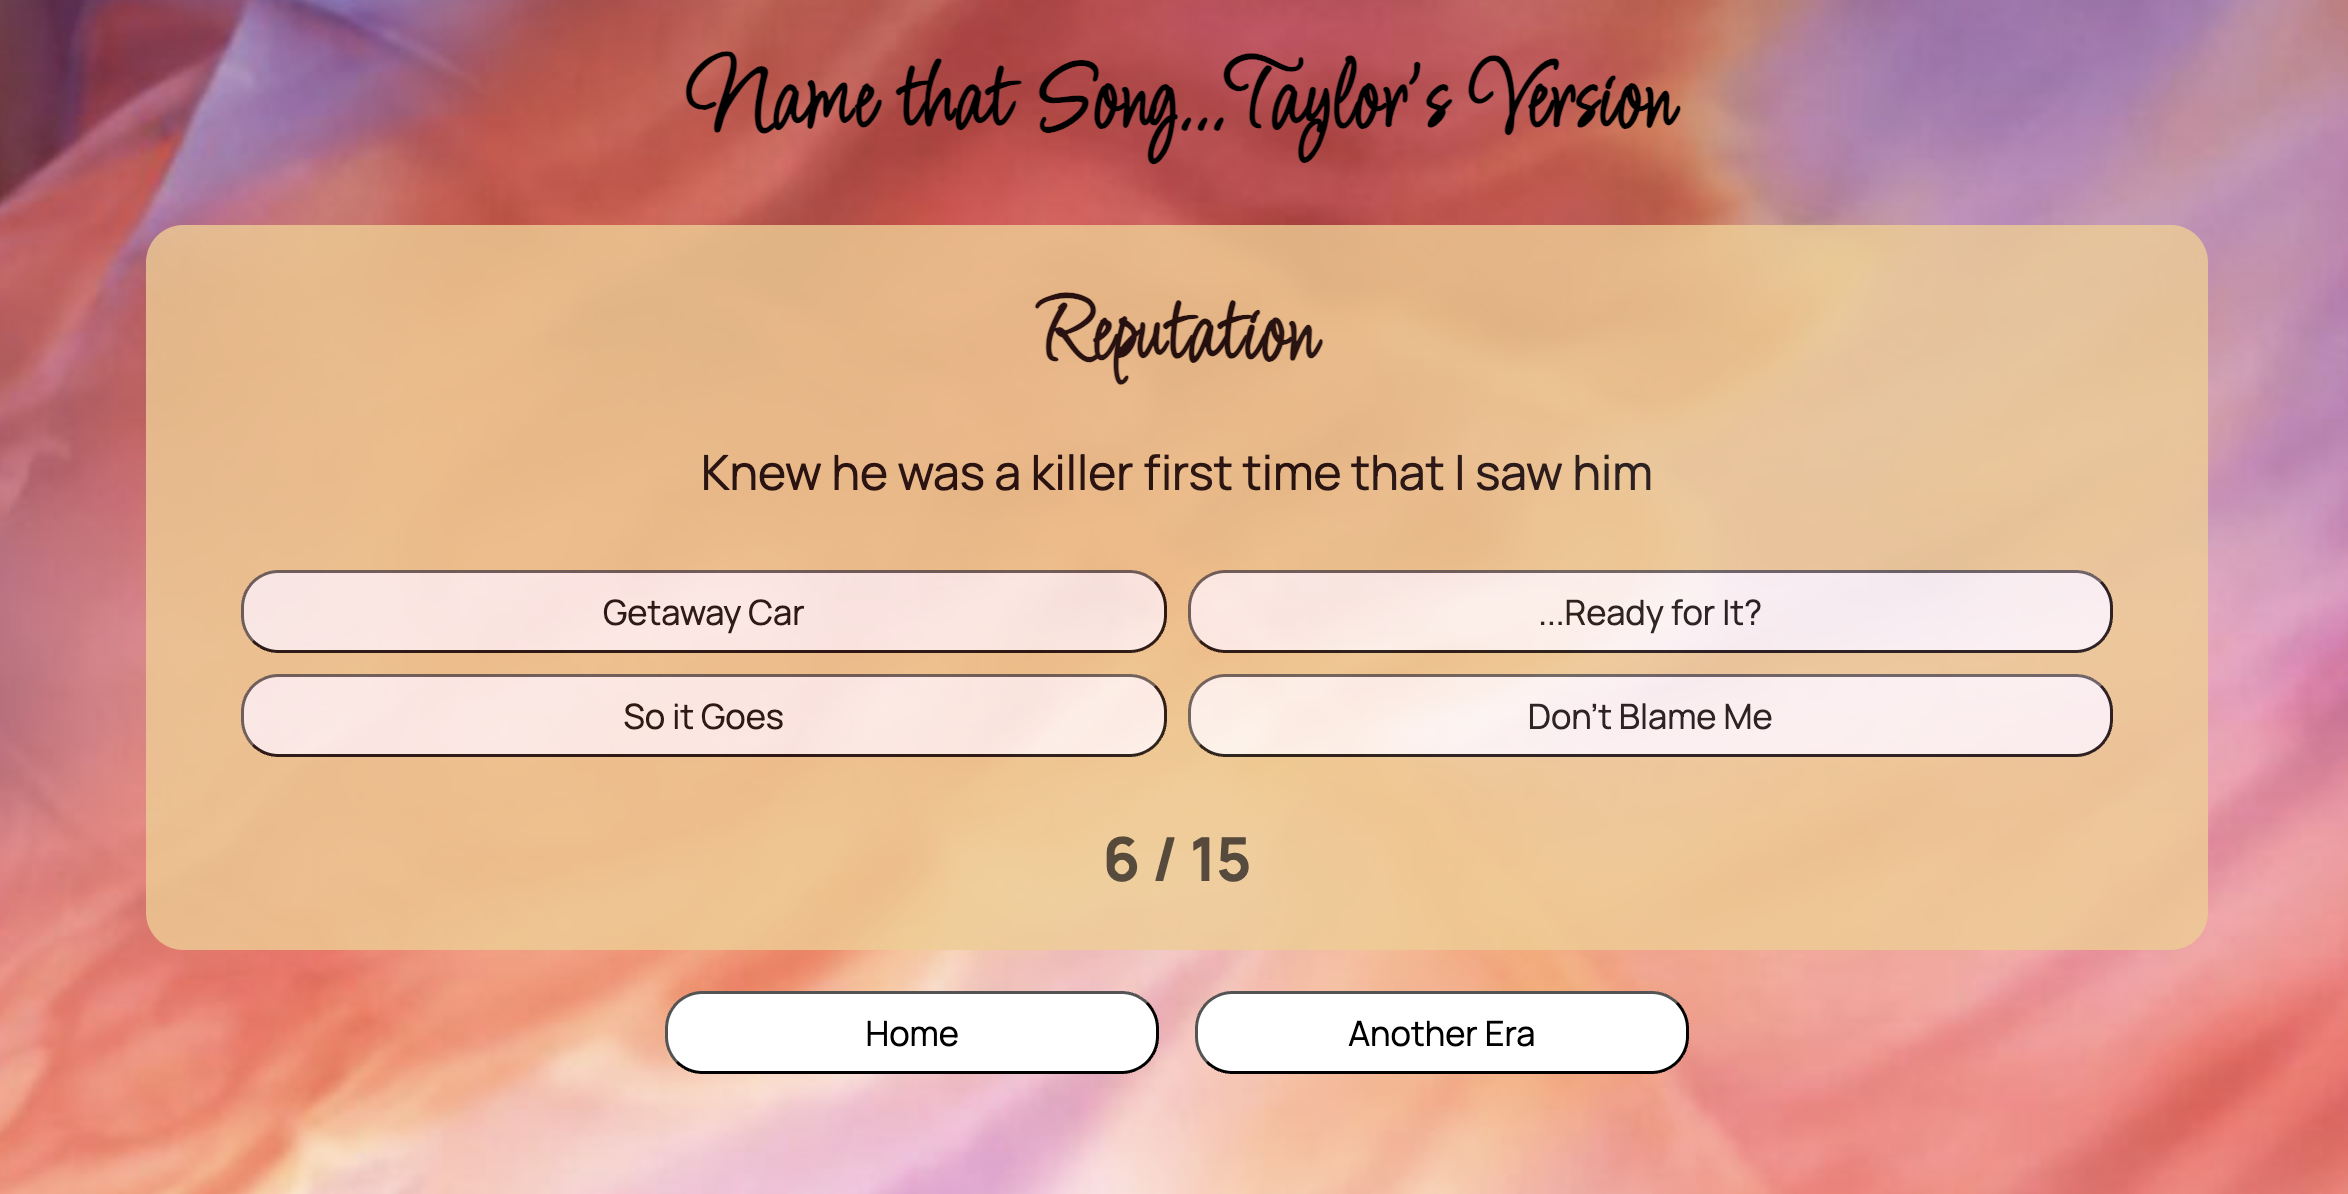 Name that Song...Taylor's Version
Reputation
Knew he was a killer first time that I saw him
Getaway Car
...Ready for It?
So it Goes
Don't Blame Me
6 / 15
Home
Another Era